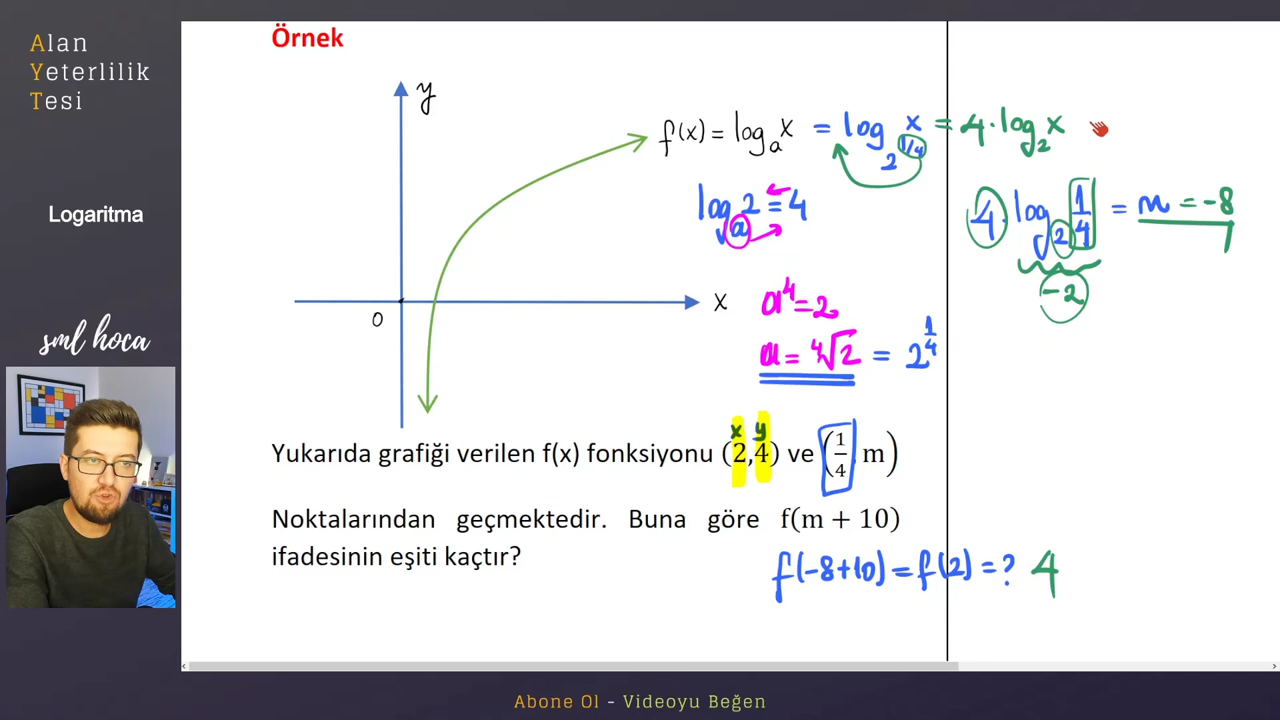 Alan
Yeterlilik
Tesi
Logaritma
sml hoca
Örnek
y
x
0
f(x) = log_a x = log_{2^{1/4}} x = 4·log_2 x
log_a 2 = 4
a^4 = 2
a = ⁴√2 = 2^{1/4}
4·log_2 1/4 = m = -8
-2
x y
Yukarıda grafiği verilen f(x) fonksiyonu (2,4) ve (1/4, m)
Noktalarından geçmektedir. Buna göre f(m + 10)
ifadesinin eşiti kaçtır?
f(-8+10) = f(2) = ? 4
Abone Ol - Videoyu Beğen